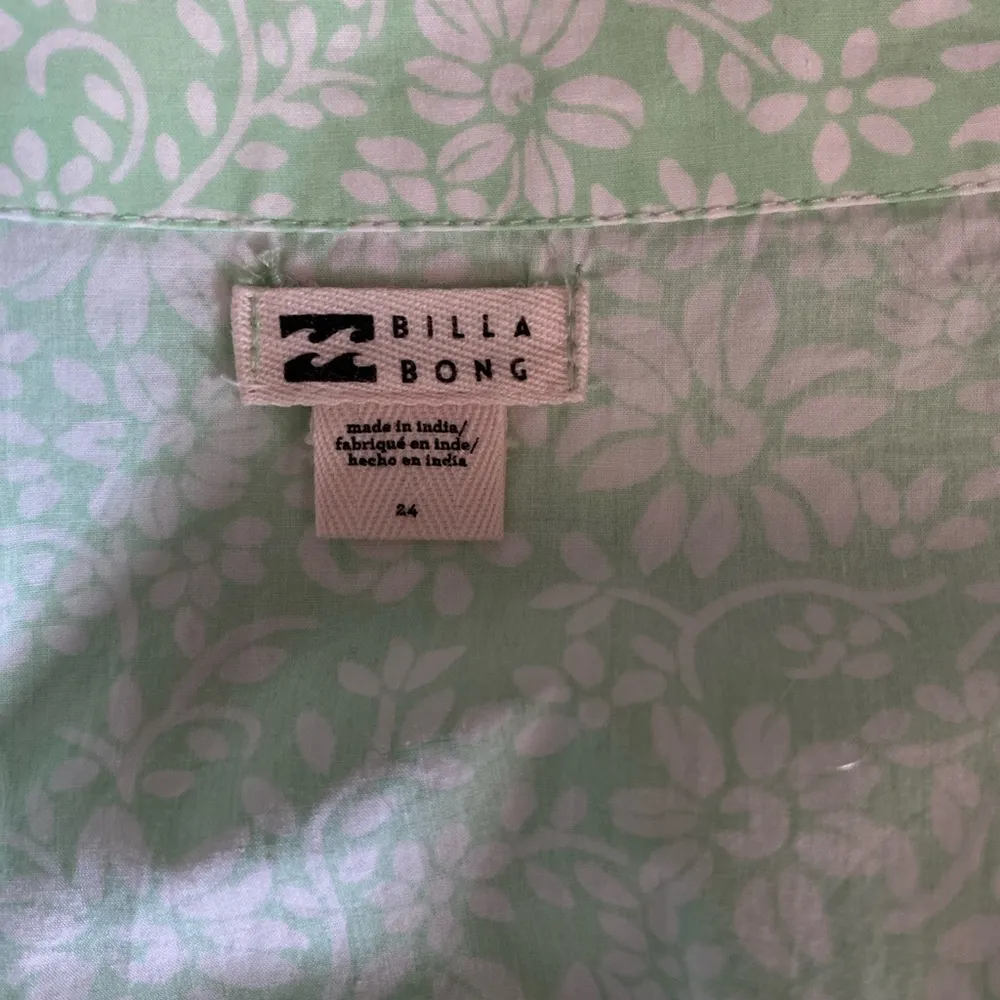 BILLA
BONG
made in india/
fabriqué en inde/
hecho en india
24